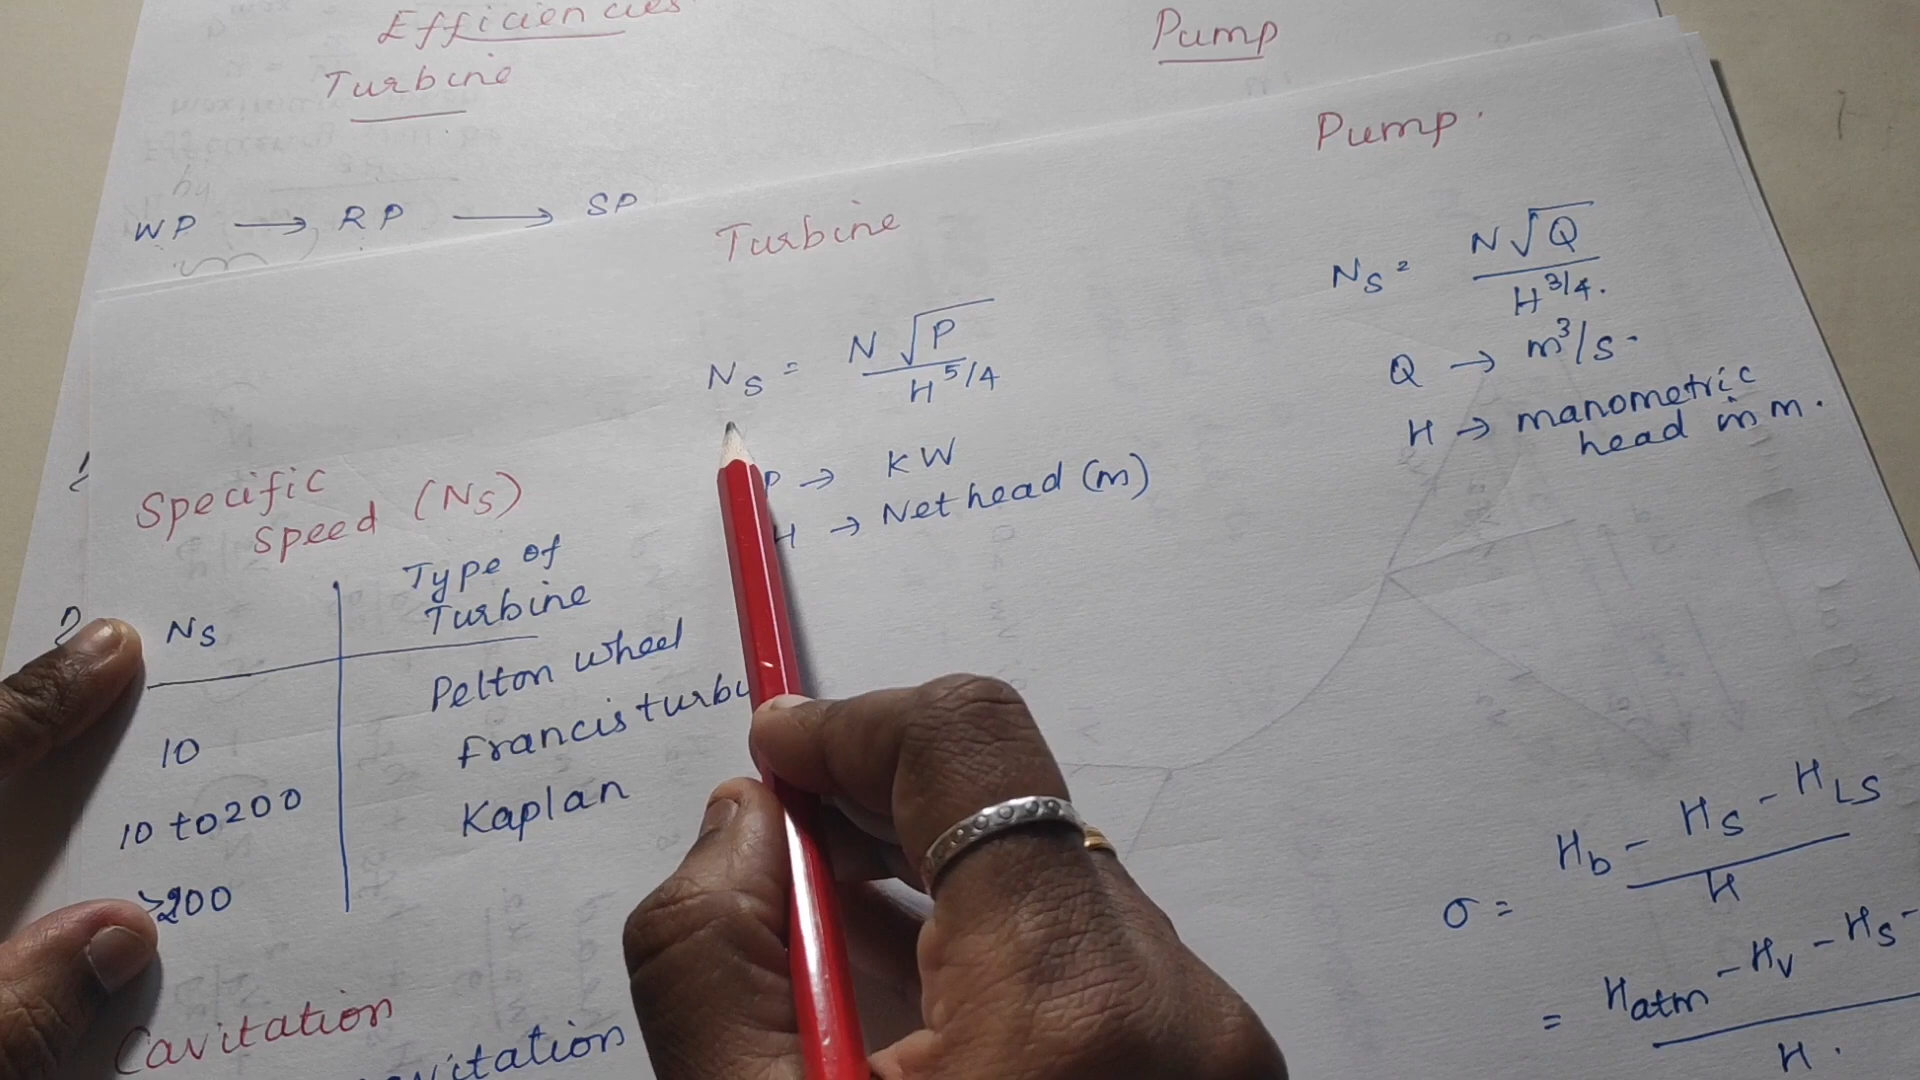 Efficiencies
Turbine
Pump
WP → RP → SP
Turbine
Pump.
Ns = N √P / H^5/4
P → KW
H → Net head (m)
Ns = N√Q / H^3/4.
Q → m³/s.
H → manometric
head in m.
Specific
speed (Ns)
Ns
Type of
Turbine
10
Pelton wheel
10 to 200
Francis turbi
>200
Kaplan
Cavitation
vitation
σ = Hb - Hs - HLS / H
= Hatm - Hv - Hs - / H.